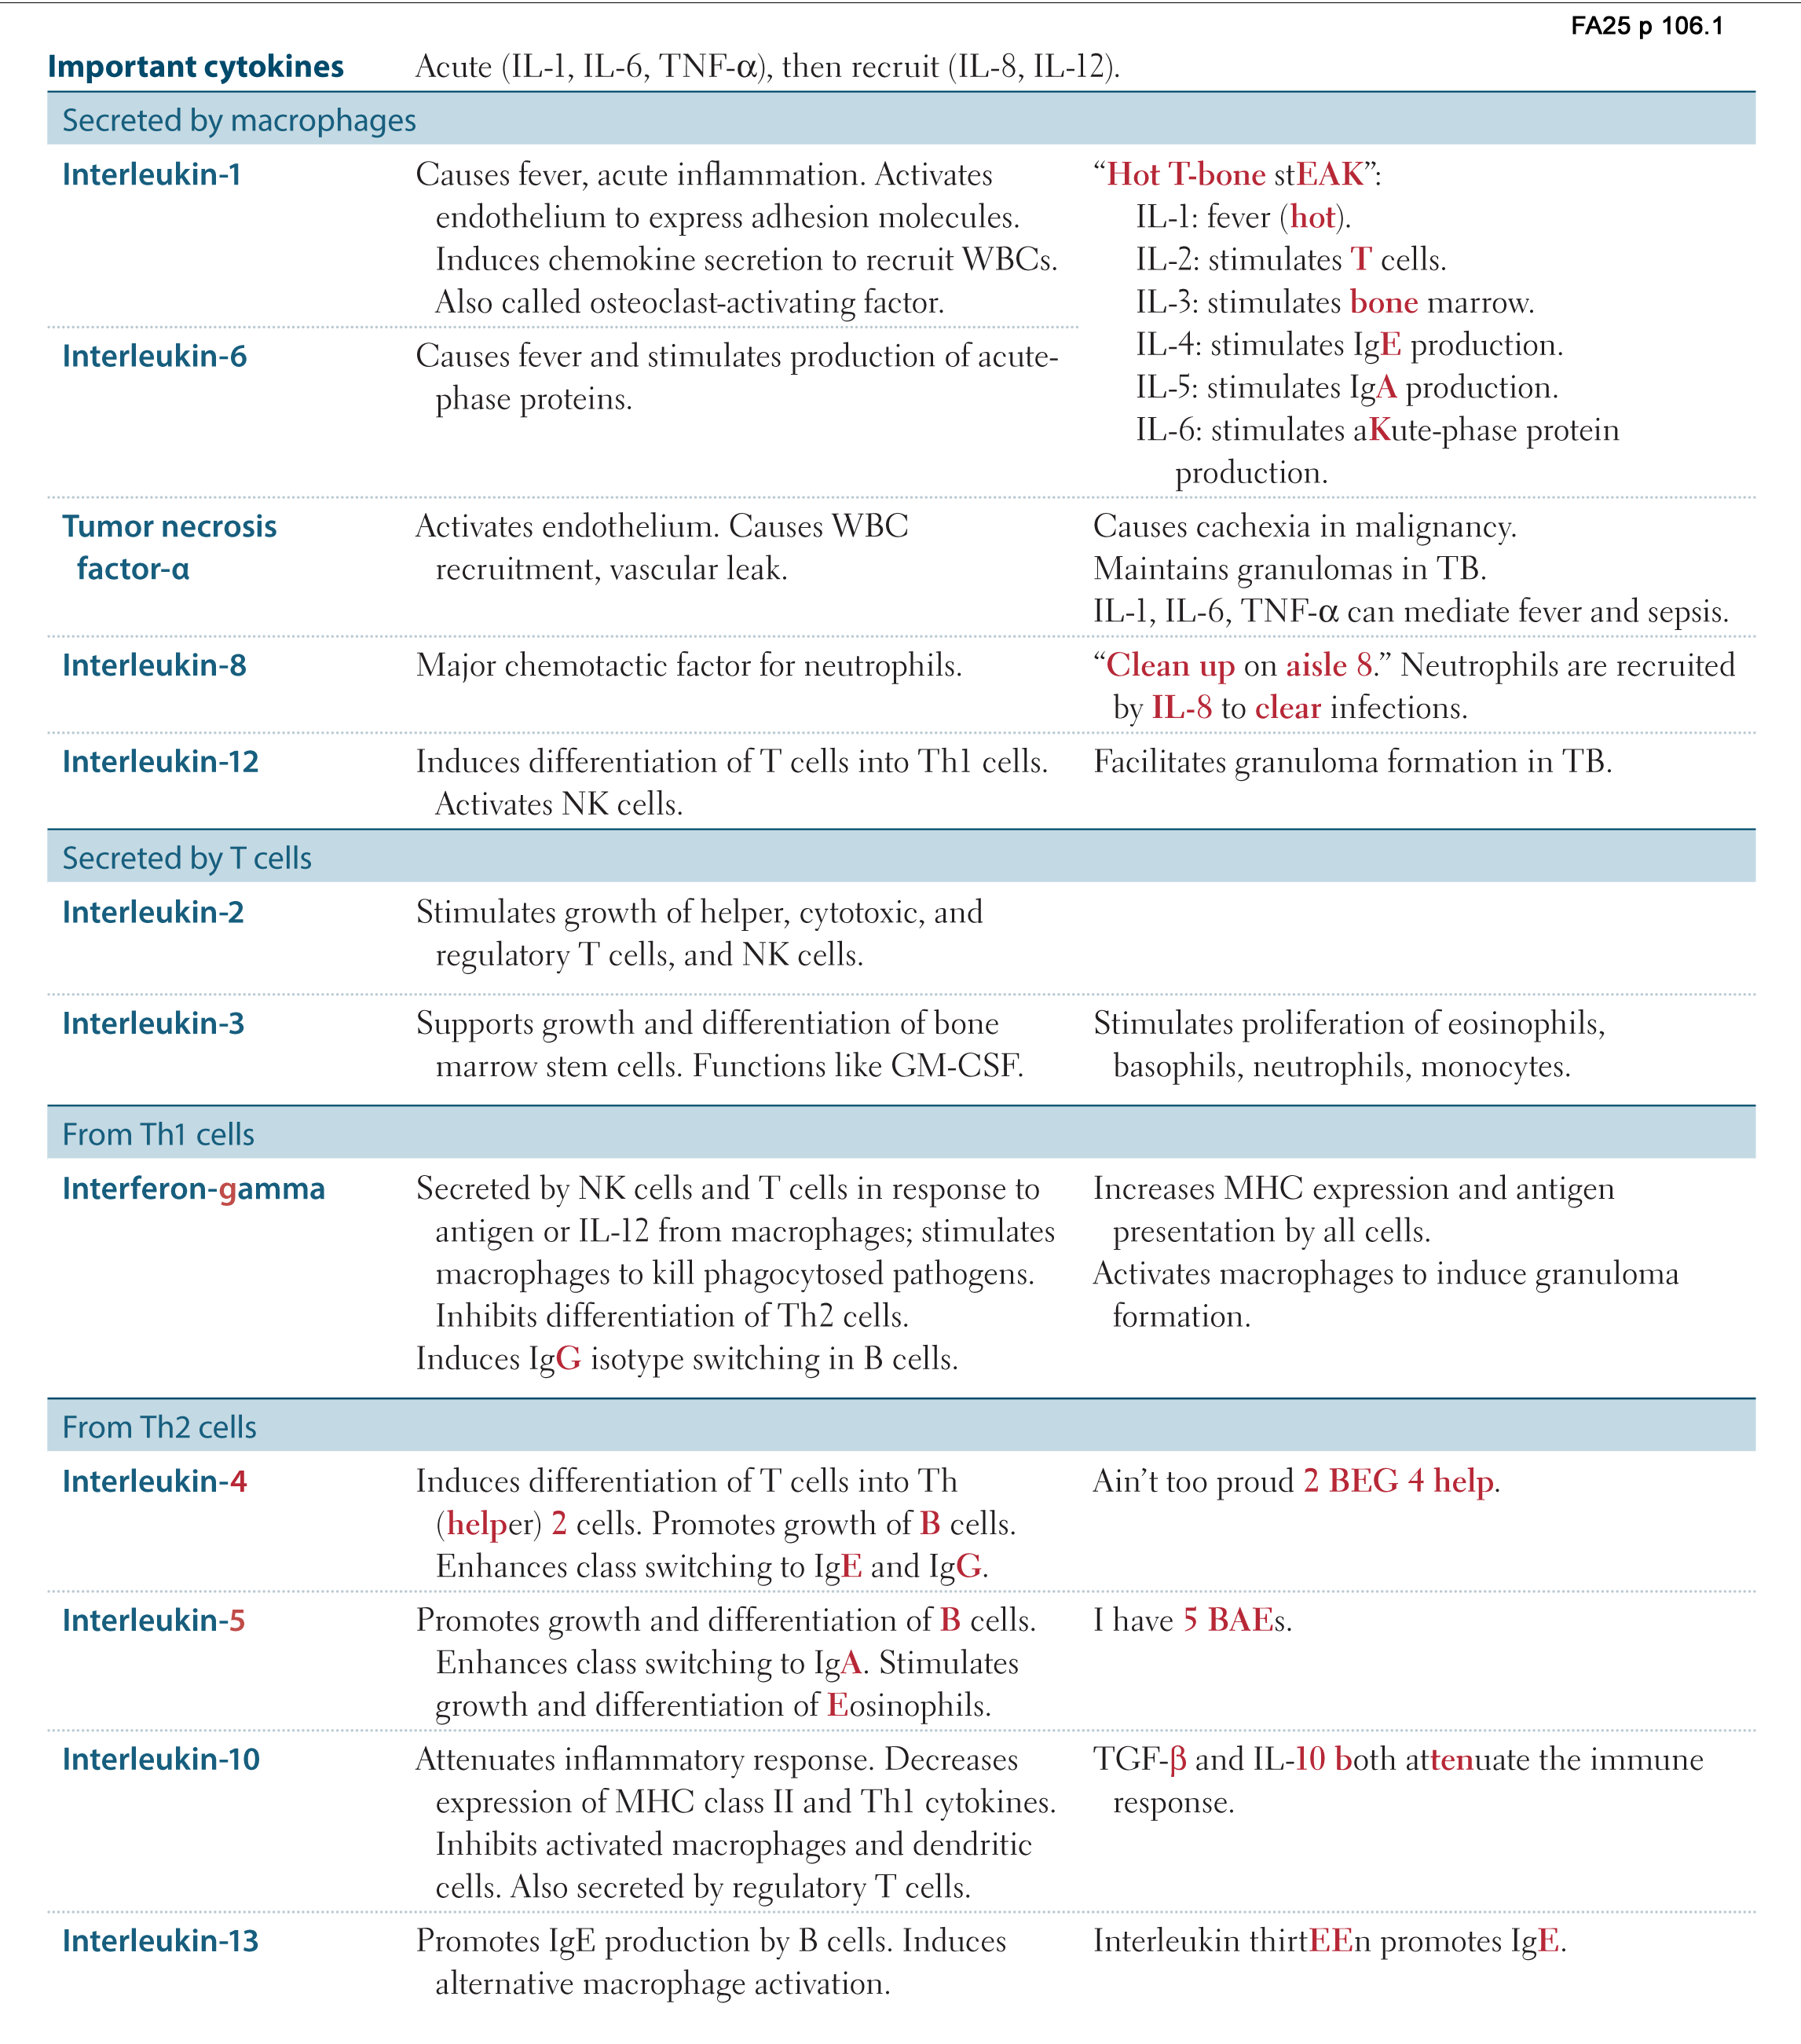 FA25 p 106.1
Important cytokines
Acute (IL-1, IL-6, TNF-α), then recruit (IL-8, IL-12).
Secreted by macrophages
Interleukin-1
Causes fever, acute inflammation. Activates
endothelium to express adhesion molecules.
Induces chemokine secretion to recruit WBCs.
Also called osteoclast-activating factor.
“Hot T-bone stEAK”:
IL-1: fever (hot).
IL-2: stimulates T cells.
IL-3: stimulates bone marrow.
IL-4: stimulates IgE production.
IL-5: stimulates IgA production.
IL-6: stimulates aKute-phase protein
production.
Interleukin-6
Causes fever and stimulates production of acute-
phase proteins.
Tumor necrosis
factor-α
Activates endothelium. Causes WBC
recruitment, vascular leak.
Causes cachexia in malignancy.
Maintains granulomas in TB.
IL-1, IL-6, TNF-α can mediate fever and sepsis.
Interleukin-8
Major chemotactic factor for neutrophils.
“Clean up on aisle 8.” Neutrophils are recruited
by IL-8 to clear infections.
Interleukin-12
Induces differentiation of T cells into Th1 cells.
Activates NK cells.
Facilitates granuloma formation in TB.
Secreted by T cells
Interleukin-2
Stimulates growth of helper, cytotoxic, and
regulatory T cells, and NK cells.
Interleukin-3
Supports growth and differentiation of bone
marrow stem cells. Functions like GM-CSF.
Stimulates proliferation of eosinophils,
basophils, neutrophils, monocytes.
From Th1 cells
Interferon-gamma
Secreted by NK cells and T cells in response to
antigen or IL-12 from macrophages; stimulates
macrophages to kill phagocytosed pathogens.
Inhibits differentiation of Th2 cells.
Induces IgG isotype switching in B cells.
Increases MHC expression and antigen
presentation by all cells.
Activates macrophages to induce granuloma
formation.
From Th2 cells
Interleukin-4
Induces differentiation of T cells into Th
(helper) 2 cells. Promotes growth of B cells.
Enhances class switching to IgE and IgG.
Ain’t too proud 2 BEG 4 help.
Interleukin-5
Promotes growth and differentiation of B cells.
Enhances class switching to IgA. Stimulates
growth and differentiation of Eosinophils.
I have 5 BAEs.
Interleukin-10
Attenuates inflammatory response. Decreases
expression of MHC class II and Th1 cytokines.
Inhibits activated macrophages and dendritic
cells. Also secreted by regulatory T cells.
TGF-β and IL-10 both attenuate the immune
response.
Interleukin-13
Promotes IgE production by B cells. Induces
alternative macrophage activation.
Interleukin thirtEEn promotes IgE.